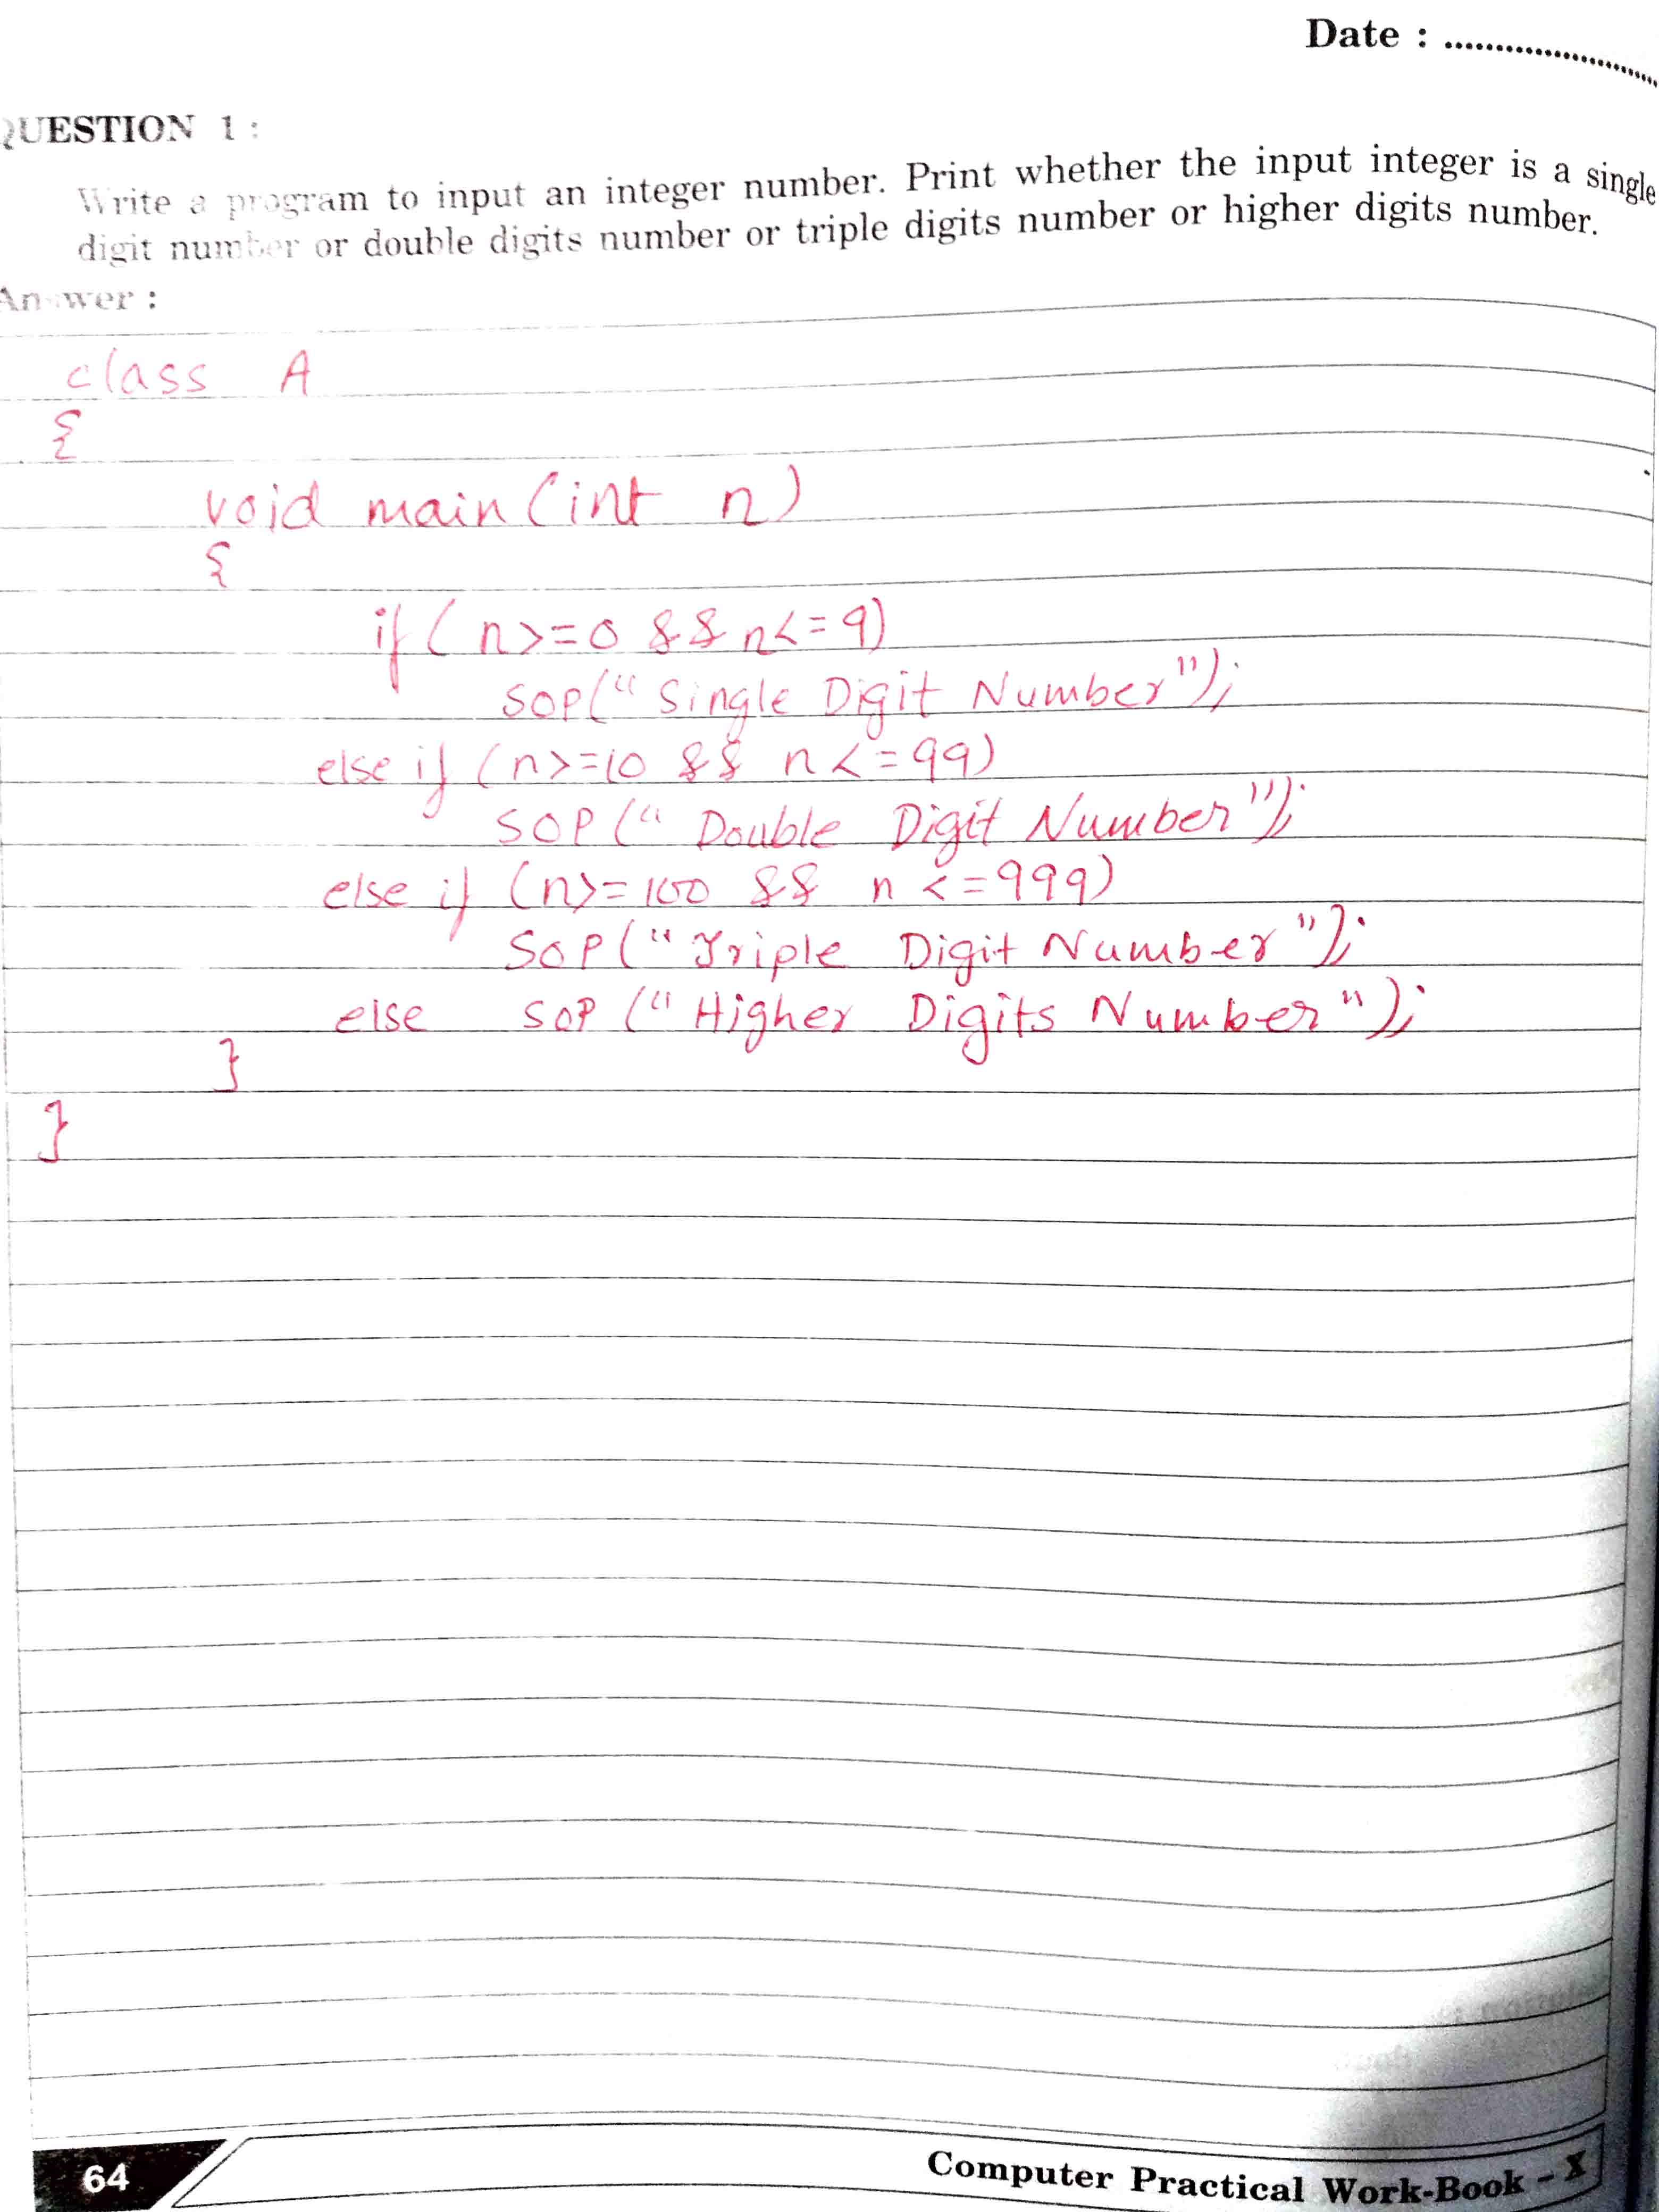 Date : ..............................
QUESTION 1 :
Write a program to input an integer number. Print whether the input integer is a single
digit number or double digits number or triple digits number or higher digits number.
Answer :
class A
{
void main (int n)
{
if ( n>=0 && n<=9)
SOP(" Single Digit Number");
else if (n>=10 && n<=99)
SOP (" Double Digit Number");
else if (n>=100 && n<=999)
SOP(" Triple Digit Number");
else SOP (" Higher Digits Number");
}
}
64
Computer Practical Work-Book - X